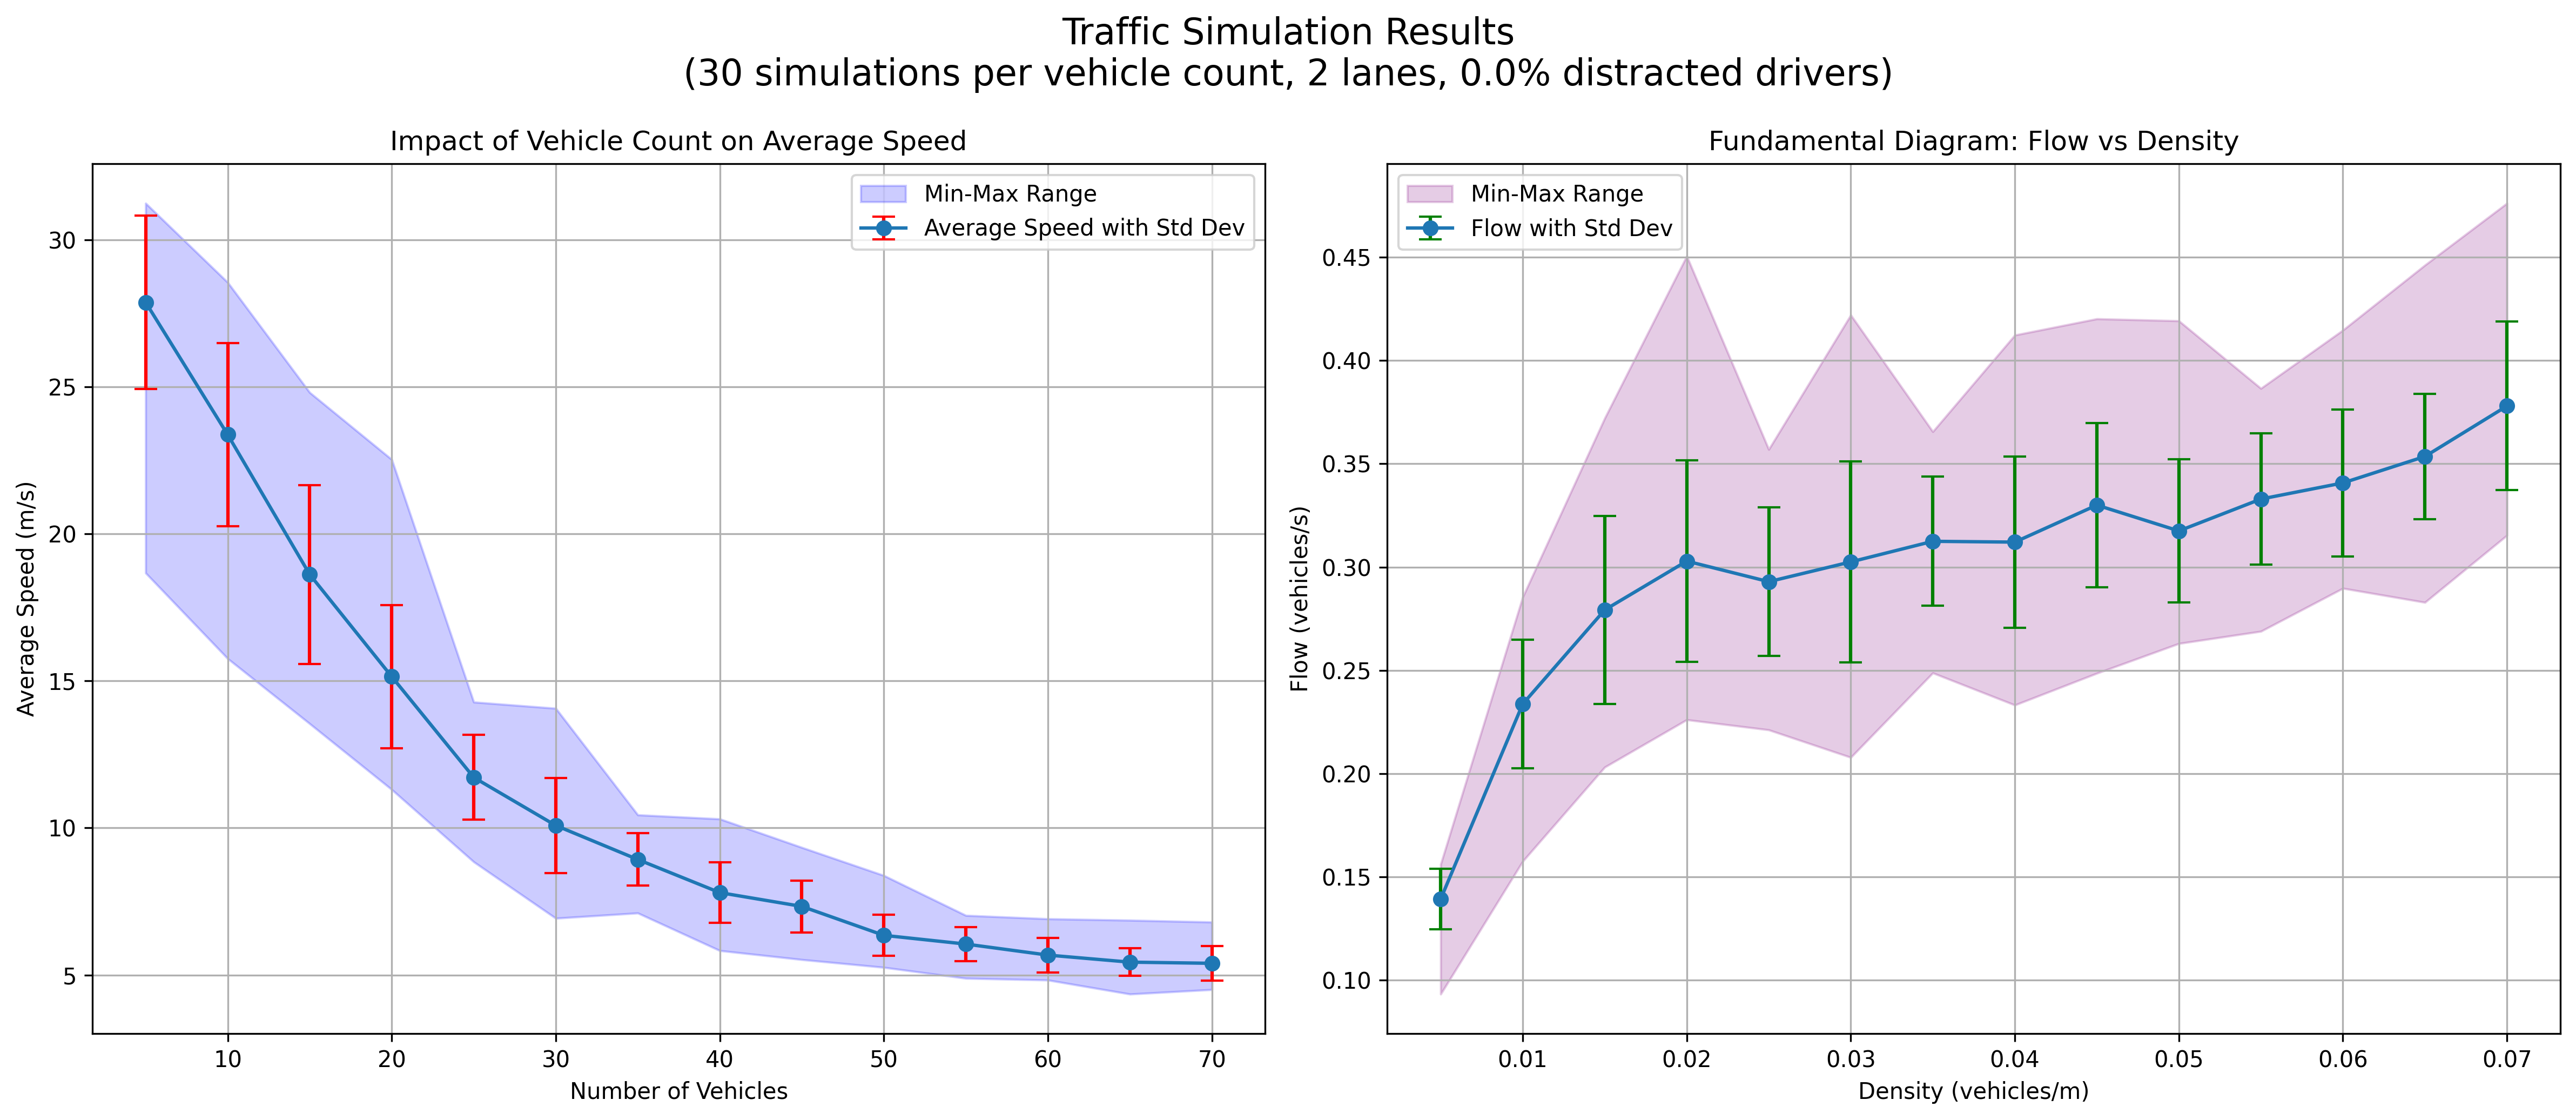 Traffic Simulation Results
(30 simulations per vehicle count, 2 lanes, 0.0% distracted drivers)
Impact of Vehicle Count on Average Speed
Min-Max Range
Average Speed with Std Dev
30
25
20
15
10
5
Average Speed (m/s)
10 20 30 40 50 60 70
Number of Vehicles
Fundamental Diagram: Flow vs Density
Min-Max Range
Flow with Std Dev
0.45
0.40
0.35
0.30
0.25
0.20
0.15
0.10
Flow (vehicles/s)
0.01 0.02 0.03 0.04 0.05 0.06 0.07
Density (vehicles/m)